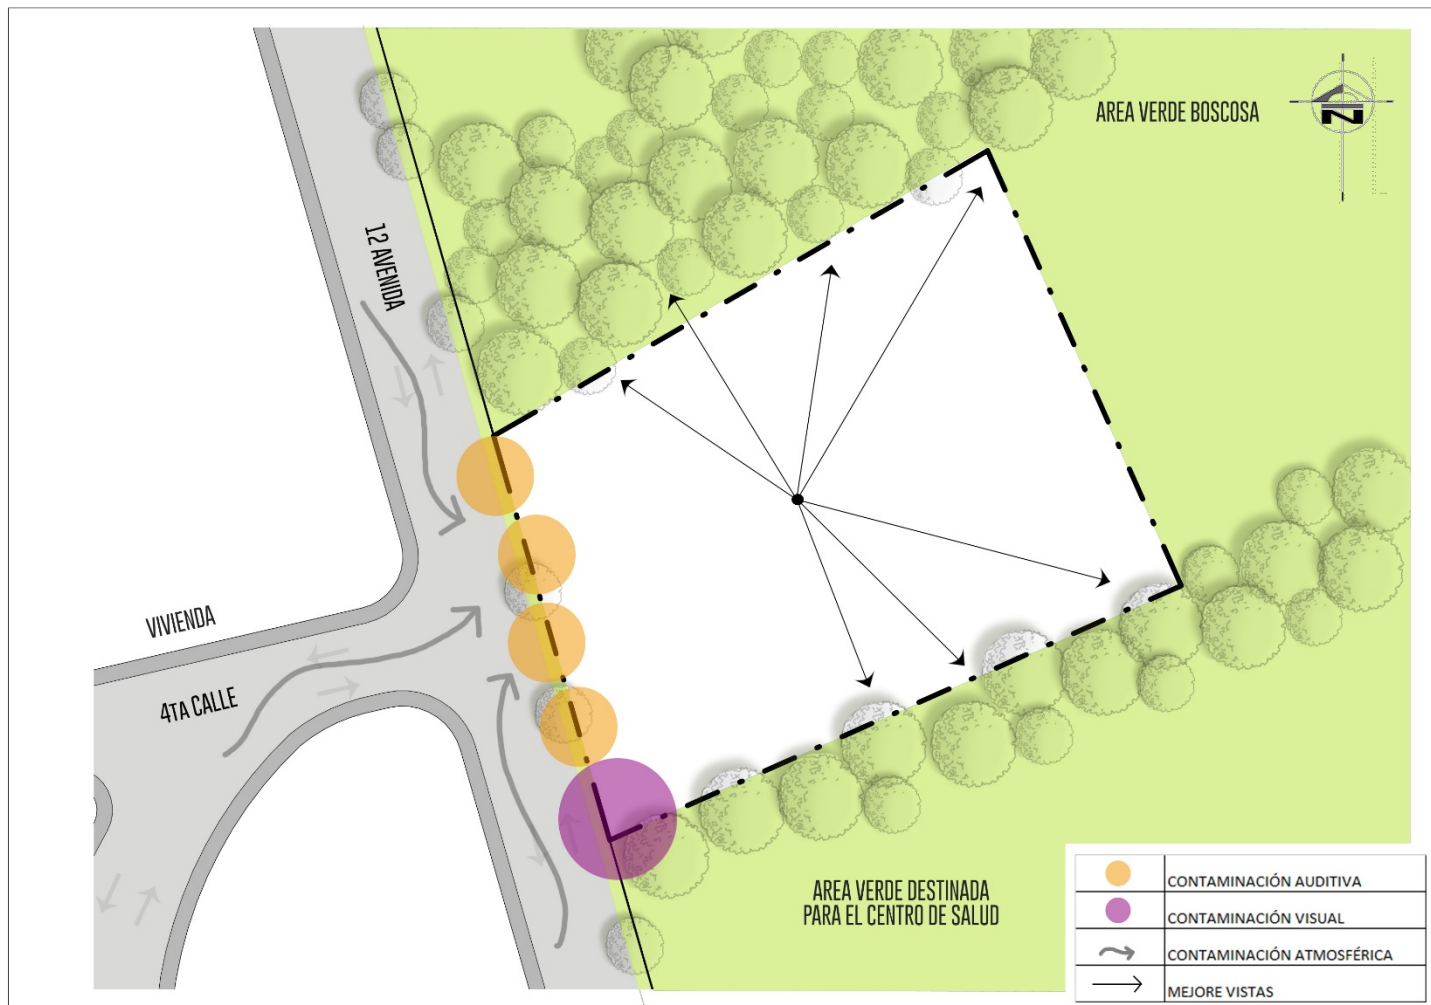 AREA VERDE BOSCOSA
N
12 AVENIDA
VIVIENDA
4TA CALLE
AREA VERDE DESTINADA
PARA EL CENTRO DE SALUD
CONTAMINACIÓN AUDITIVA
CONTAMINACIÓN VISUAL
CONTAMINACIÓN ATMOSFÉRICA
MEJORE VISTAS